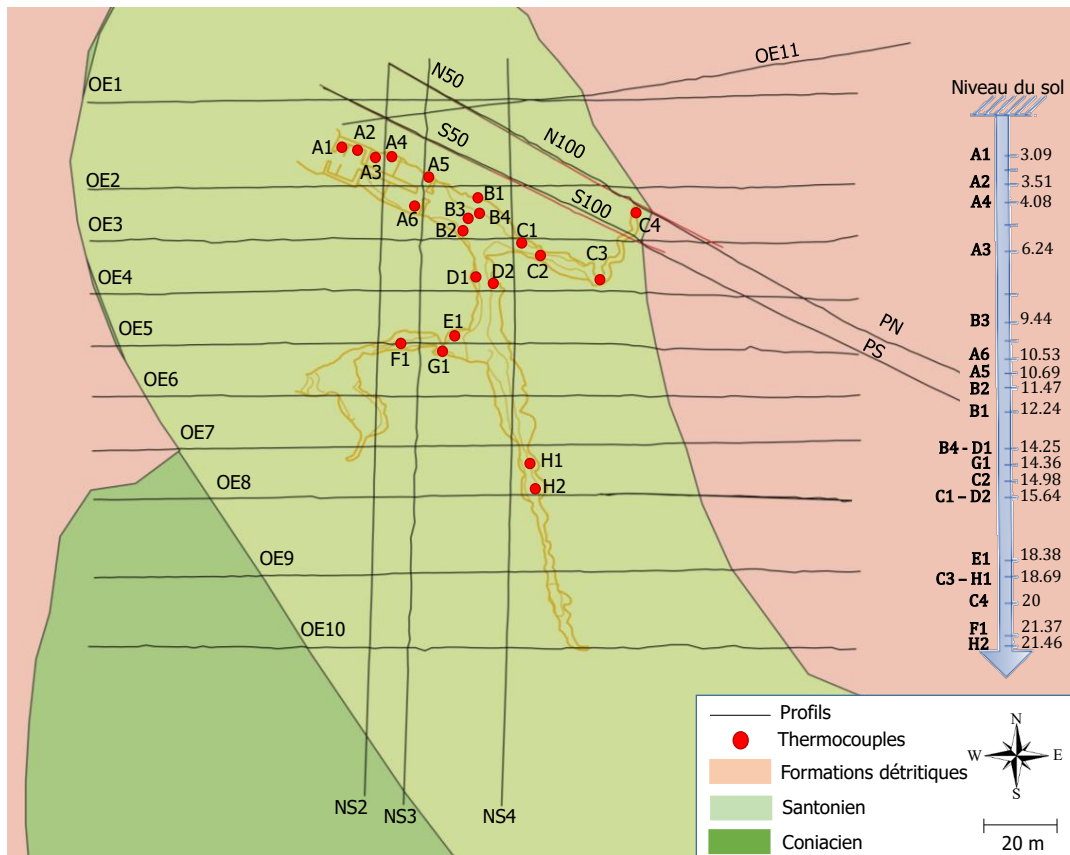 OE11
N50
Niveau du sol
OE1
S50
N100
A2
A4
A1
A3
A5
A1 3.09
A2 3.51
A4 4.08
OE2
S100
B1
A6
B3
B4
C4
B2
C1
OE3
A3 6.24
C2
C3
OE4
D1
D2
B3 9.44
PN
OE5
E1
PS
F1
G1
A6 10.53
A5 10.69
B2 11.47
B1 12.24
OE6
OE7
B4 - D1 14.25
G1 14.36
C2 14.98
C1 – D2 15.64
H1
OE8
H2
OE9
E1 18.38
C3 – H1 18.69
C4 20
OE10
F1 21.37
H2 21.46
NS2
NS3
NS4
Profils
Thermocouples
Formations détritiques
Santonien
Coniacien
N
W
E
S
20 m